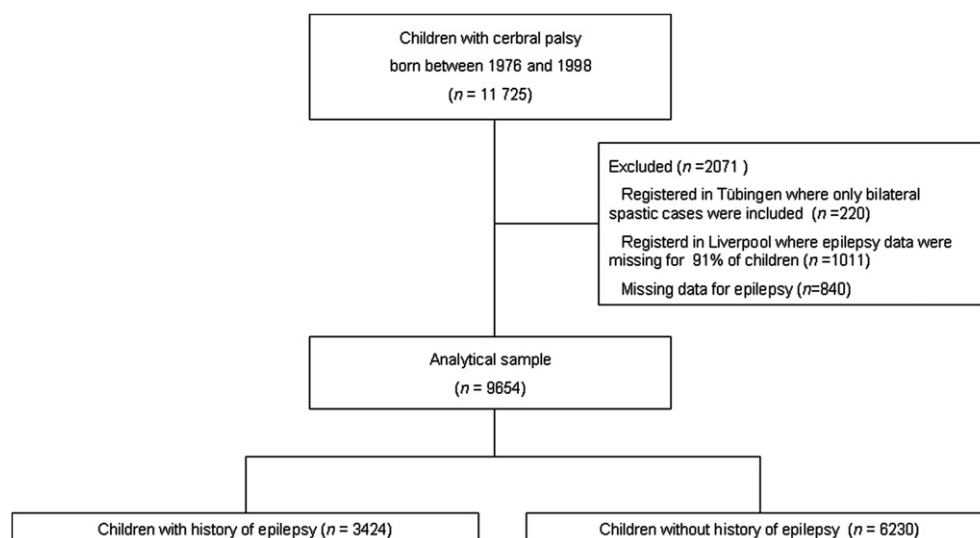 Children with cerbral palsy
born between 1976 and 1998
(n = 11 725)
Excluded (n =2071 )
Registered in Tübingen where only bilateral
spastic cases were included (n =220)
Registerd in Liverpool where epilepsy data were
missing for 91% of children (n =1011)
Missing data for epilepsy (n=840)
Analytical sample
(n = 9654)
Children with history of epilepsy (n = 3424)
Children without history of epilepsy (n = 6230)